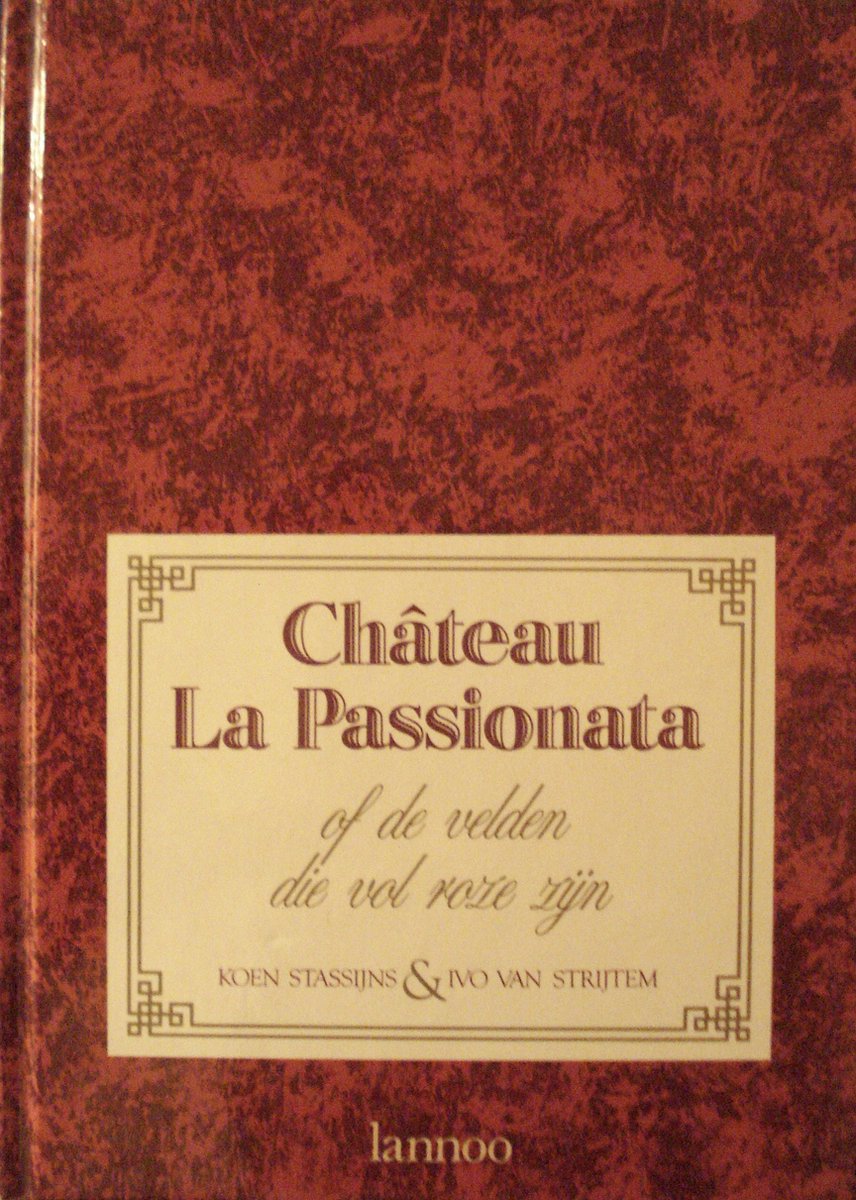 Château
La Passionata
of de velden
die vol roze zijn
KOEN STASSIJNS & IVO VAN STRIJTEM
lannoo